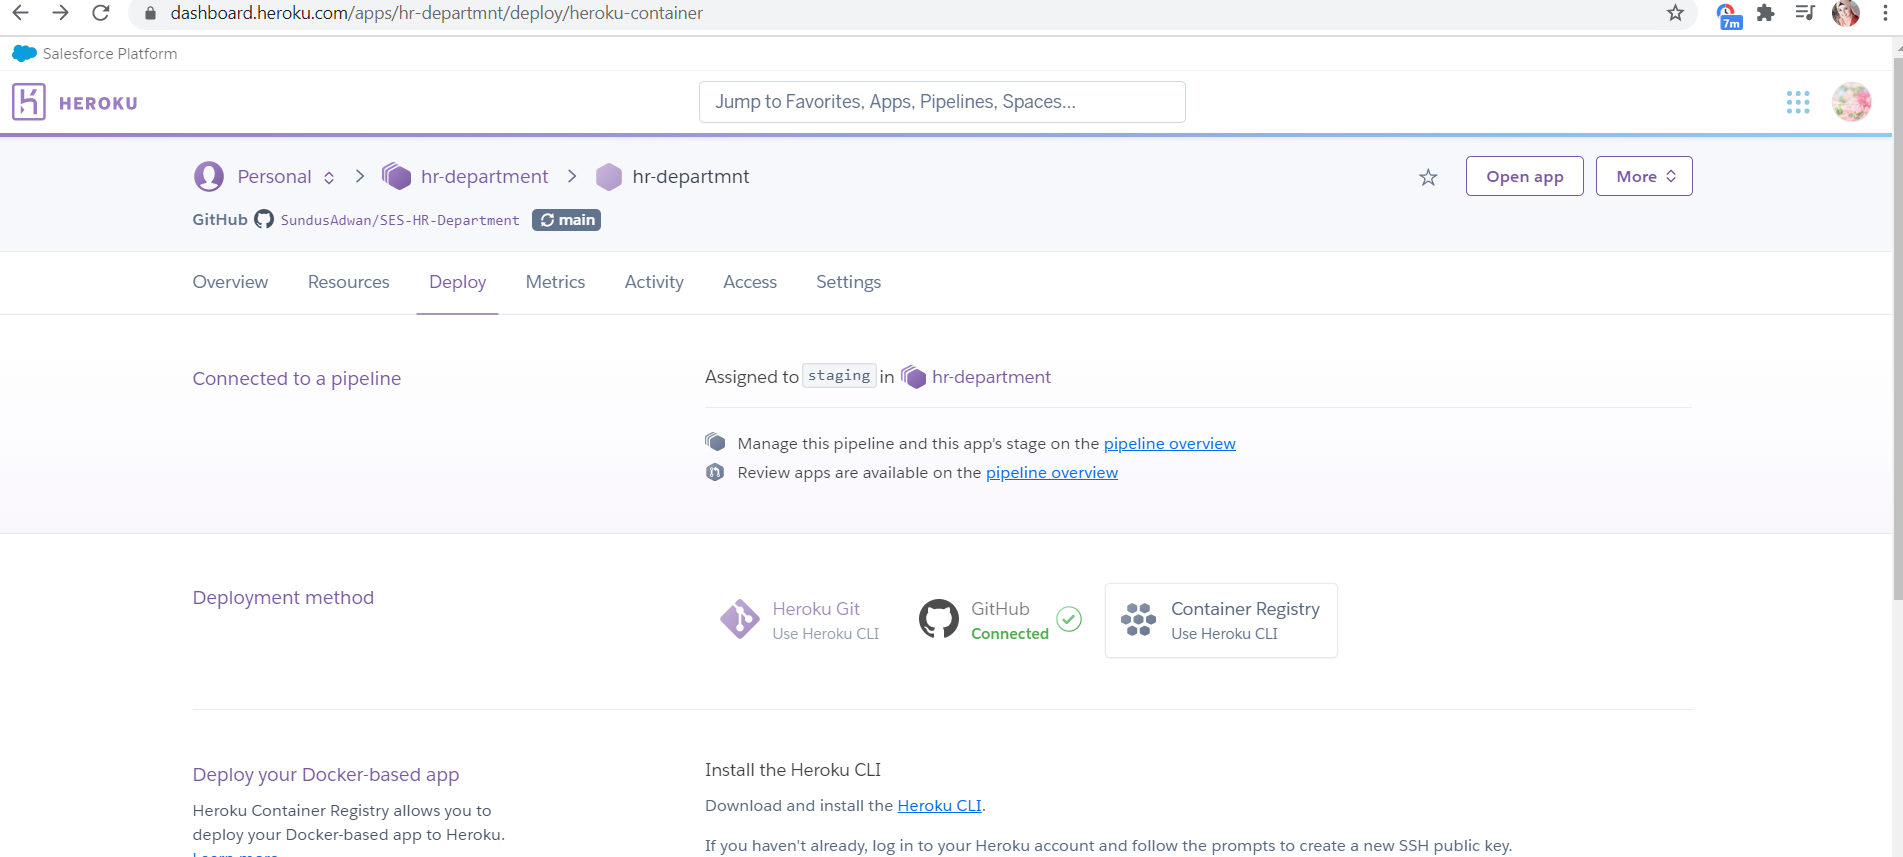 dashboard.heroku.com/apps/hr-departmnt/deploy/heroku-container
7m
Salesforce Platform
HEROKU
Jump to Favorites, Apps, Pipelines, Spaces...
Personal hr-department hr-departmnt
Open app
More
GitHub SundusAdwan/SES-HR-Department main
Overview Resources Deploy Metrics Activity Access Settings
Connected to a pipeline
Assigned to staging in hr-department
Manage this pipeline and this app's stage on the pipeline overview
Review apps are available on the pipeline overview
Deployment method
Heroku Git
Use Heroku CLI
GitHub
Connected
Container Registry
Use Heroku CLI
Deploy your Docker-based app
Heroku Container Registry allows you to
deploy your Docker-based app to Heroku.
Learn more
Install the Heroku CLI
Download and install the Heroku CLI.
If you haven't already, log in to your Heroku account and follow the prompts to create a new SSH public key.